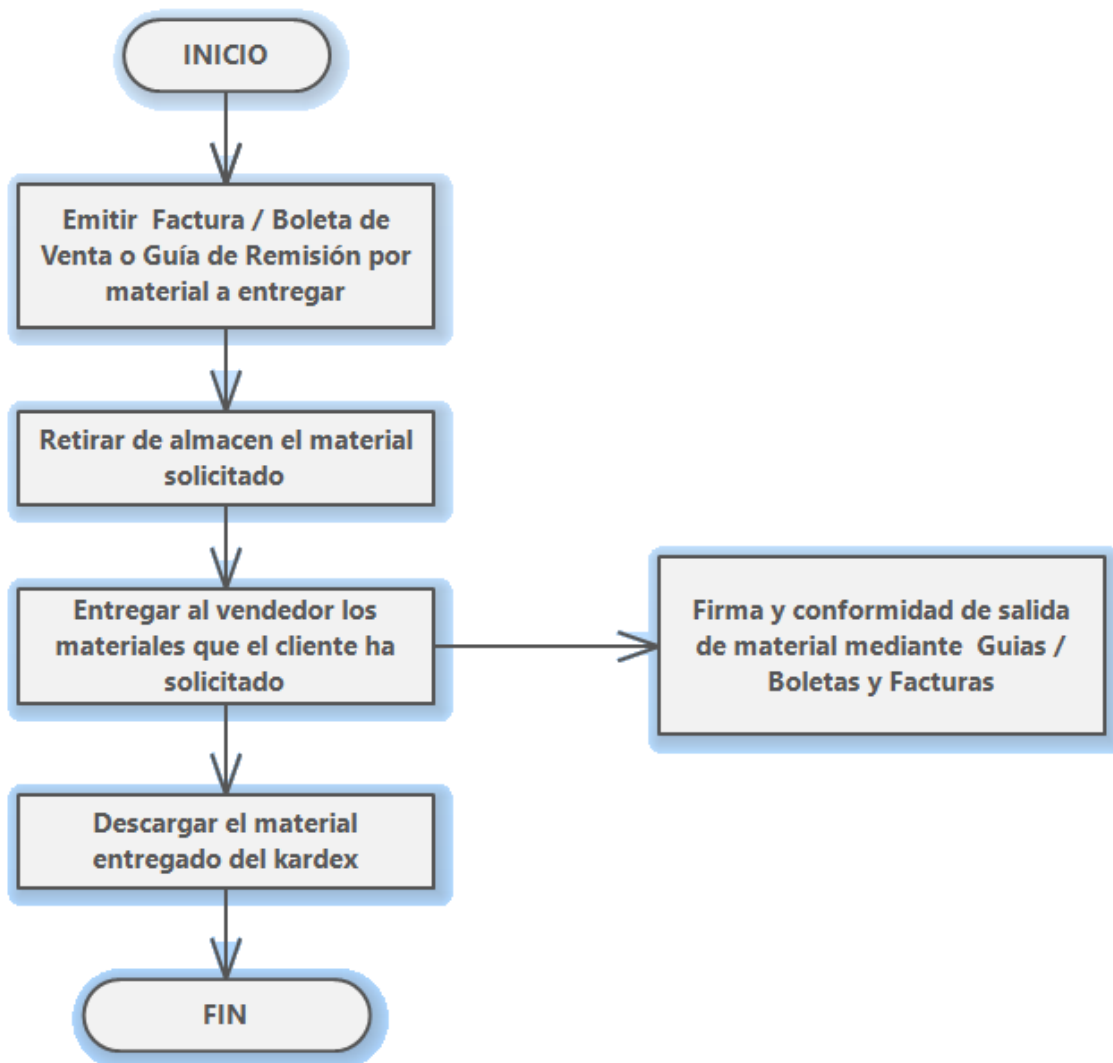 INICIO
Emitir  Factura / Boleta de
Venta o Guía de Remisión por
material a entregar
Retirar de almacen el material
solicitado
Entregar al vendedor los
materiales que el cliente ha
solicitado
Firma y conformidad de salida
de material mediante  Guias /
Boletas y Facturas
Descargar el material
entregado del kardex
FIN